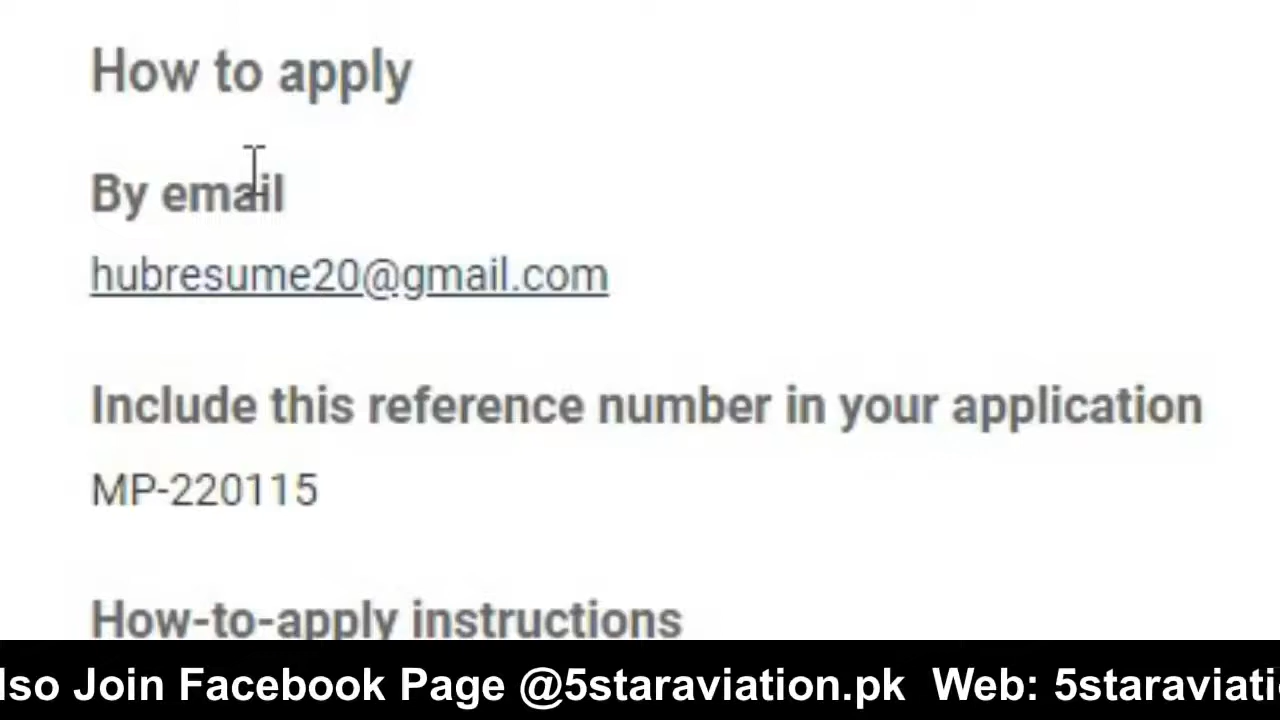 How to apply
By email
hubresume20@gmail.com
Include this reference number in your application
MP-220115
How-to-apply instructions
lso Join Facebook Page @5staraviation.pk Web: 5staraviati